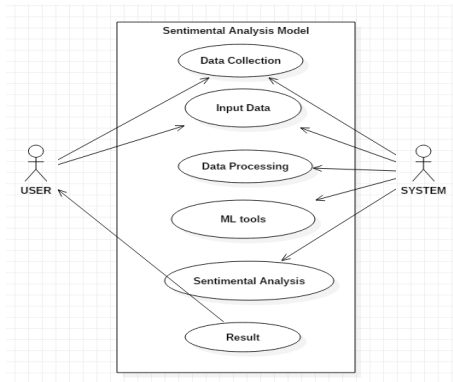 Sentimental Analysis Model
Data Collection
Input Data
Data Processing
USER
SYSTEM
ML tools
Sentimental Analysis
Result